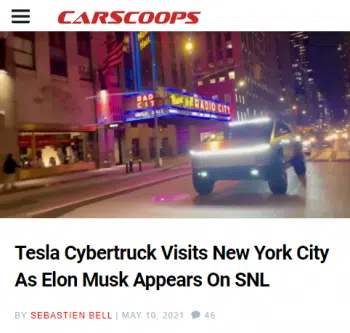 CARSCOOPS
RADIO CITY
Tesla Cybertruck Visits New York City
As Elon Musk Appears On SNL
BY SEBASTIEN BELL | MAY 10, 2021 46